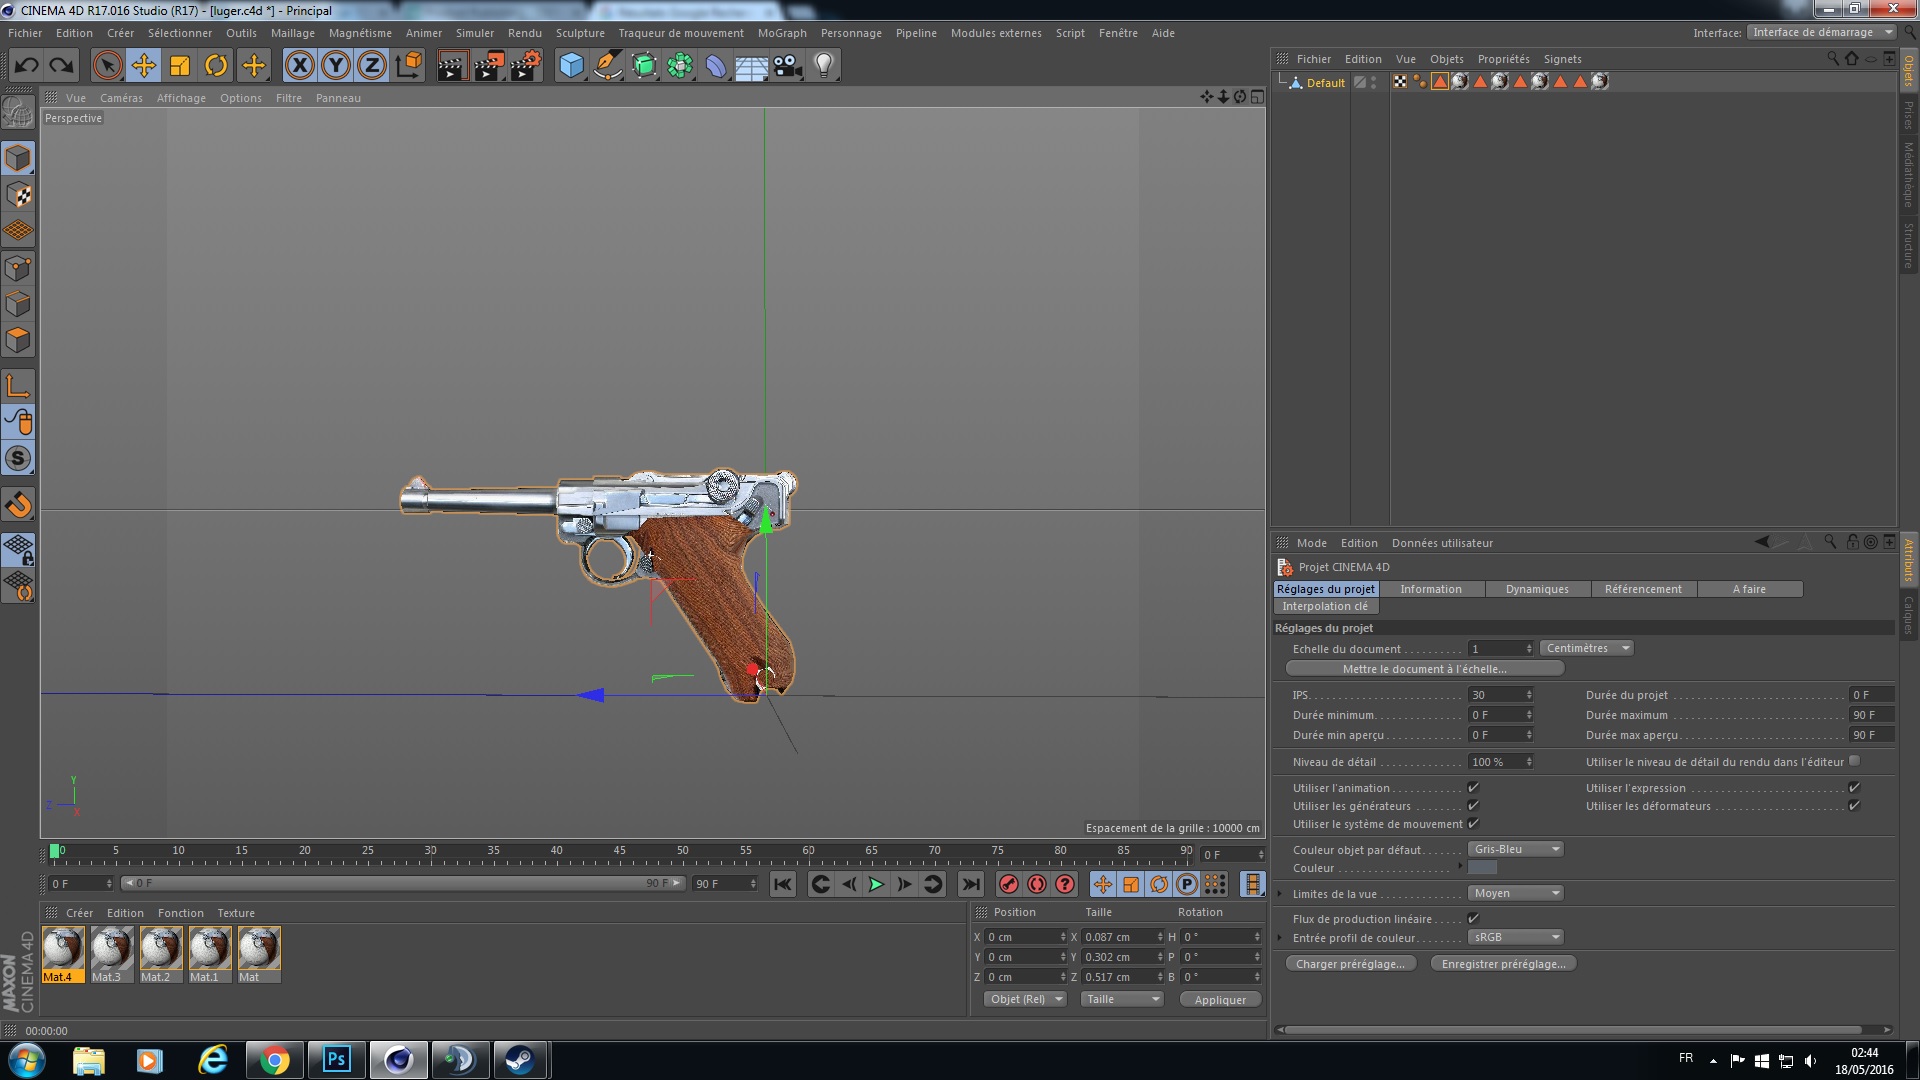 CINEMA 4D R17.016 Studio (R17) - [luger.c4d *] - Principal
Fichier Edition Créer Sélectionner Outils Maillage Magnétisme Animer Simuler Rendu Sculpture Traqueur de mouvement MoGraph Personnage Pipeline Modules externes Script Fenêtre Aide
Interface: Interface de démarrage
Vue Caméras Affichage Options Filtre Panneau
Perspective
Fichier Edition Vue Objets Propriétés Signets
Default
Objets
Prises
Médiathèque
Structure
Mode Edition Données utilisateur
Projet CINEMA 4D
Réglages du projet Information Dynamiques Référencement A faire
Interpolation clé
Réglages du projet
Echelle du document 1 Centimètres
Mettre le document à l'échelle...
IPS 30 Durée du projet 0 F
Durée minimum 0 F Durée maximum 90 F
Durée min aperçu 0 F Durée max aperçu 90 F
Niveau de détail 100 % Utiliser le niveau de détail du rendu dans l'éditeur
Utiliser l'animation Utiliser l'expression
Utiliser les générateurs Utiliser les déformateurs
Utiliser le système de mouvement
Couleur objet par défaut Gris-Bleu
Couleur
Limites de la vue Moyen
Flux de production linéaire
Entrée profil de couleur sRGB
Charger préréglage... Enregistrer préréglage...
Attributs
Calques
Y
Z
X
Espacement de la grille : 10000 cm
0 5 10 15 20 25 30 35 40 45 50 55 60 65 70 75 80 85 90 0 F
0 F 0 F 90 F 90 F
Créer Edition Fonction Texture
Mat.4 Mat.3 Mat.2 Mat.1 Mat
Position Taille Rotation
X 0 cm X 0.087 cm H 0 °
Y 0 cm Y 0.302 cm P 0 °
Z 0 cm Z 0.517 cm B 0 °
Objet (Rel) Taille Appliquer
MAXON
CINEMA 4D
00:00:00
Ps
FR
02:44
18/05/2016